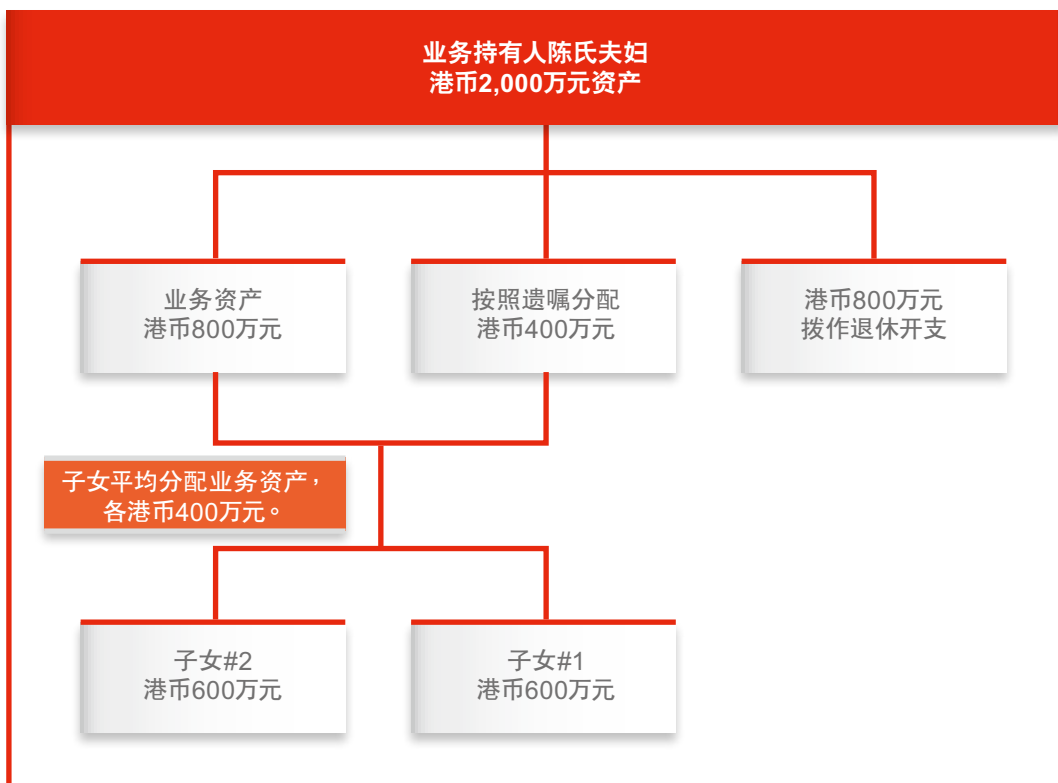 业务持有人陈氏夫妇
港币2,000万元资产
业务资产
港币800万元
按照遗嘱分配
港币400万元
港币800万元
拨作退休开支
子女平均分配业务资产，
各港币400万元。
子女#2
港币600万元
子女#1
港币600万元